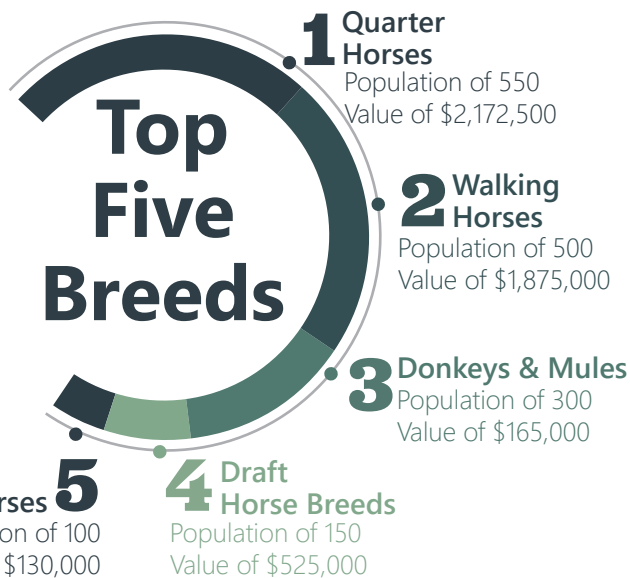 Top
Five
Breeds
1 Quarter
Horses
Population of 550
Value of $2,172,500
2 Walking
Horses
Population of 500
Value of $1,875,000
3 Donkeys & Mules
Population of 300
Value of $165,000
4 Draft
Horse Breeds
Population of 150
Value of $525,000
5
of 100
$130,000